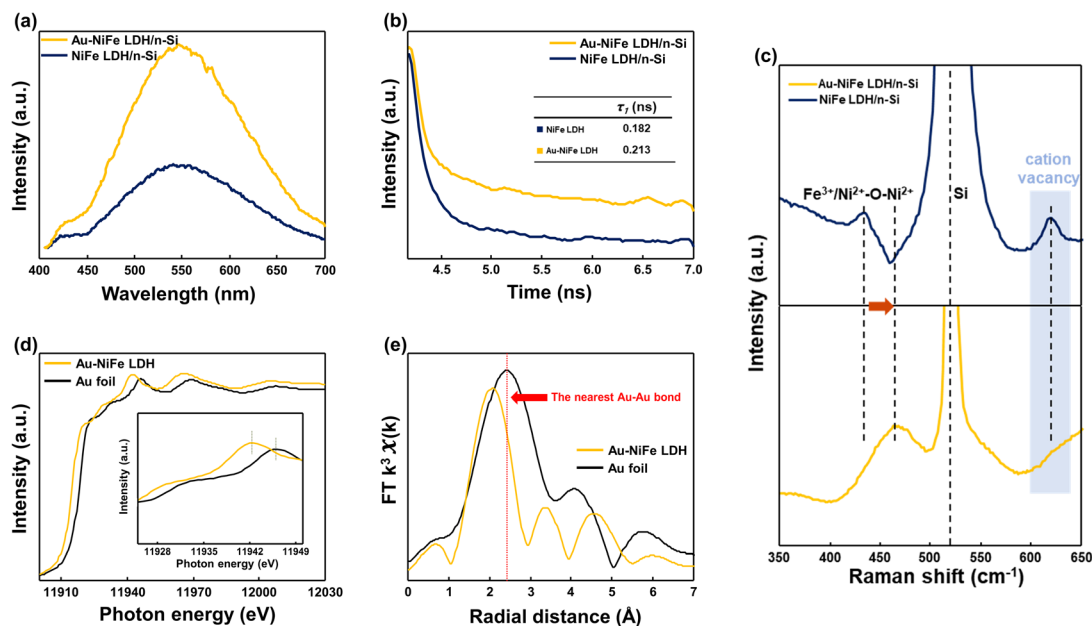 (a)
Au-NiFe LDH/n-Si
NiFe LDH/n-Si
Intensity (a.u.)
400 450 500 550 600 650 700
Wavelength (nm)
(b)
Au-NiFe LDH/n-Si
NiFe LDH/n-Si
τ1 (ns)
NiFe LDH 0.182
Au-NiFe LDH 0.213
Intensity (a.u.)
4.5 5.0 5.5 6.0 6.5 7.0
Time (ns)
(c)
Au-NiFe LDH/n-Si
NiFe LDH/n-Si
cation
vacancy
Fe³⁺/Ni²⁺-O-Ni²⁺
Si
Intensity (a.u.)
350 400 450 500 550 600 650
Raman shift (cm⁻¹)
(d)
Au-NiFe LDH
Au foil
Intensity (a.u.)
Intensity (a.u.)
11928 11935 11942 11949
Photon energy (eV)
11910 11940 11970 12000 12030
Photon energy (eV)
(e)
The nearest Au-Au bond
Au-NiFe LDH
Au foil
FT k³ χ(k)
0 1 2 3 4 5 6 7
Radial distance (Å)